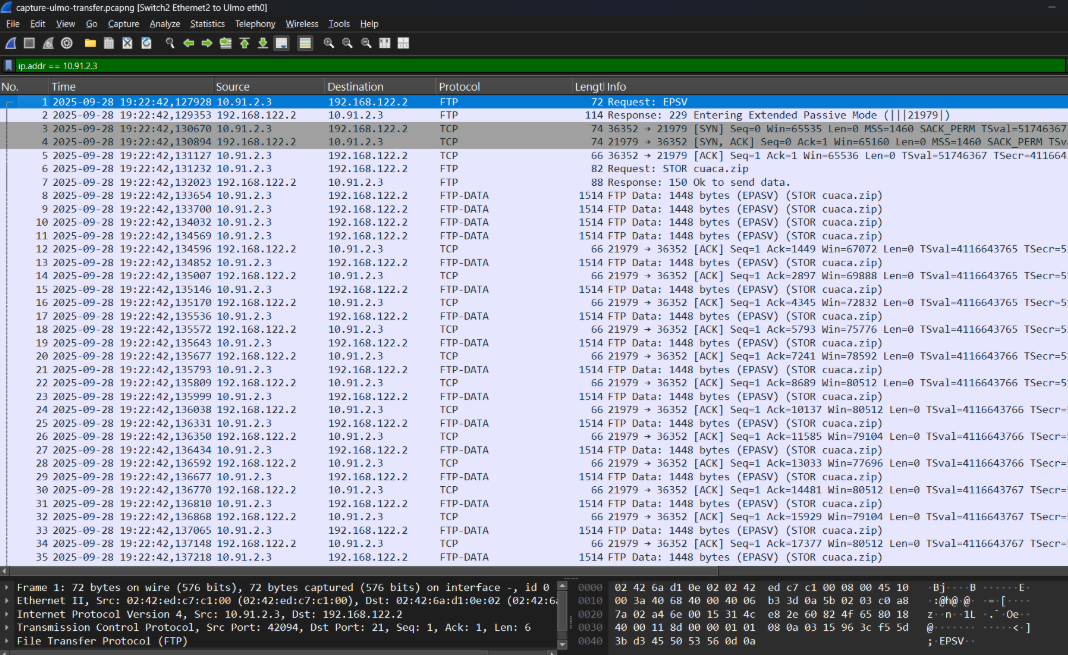 capture-ulmo-transfer.pcapng [Switch2 Ethernet2 to Ulmo eth0]
File Edit View Go Capture Analyze Statistics Telephony Wireless Tools Help
ip.addr == 10.91.2.3
No. Time Source Destination Protocol Lengtl Info
1 2025-09-28 19:22:42,127928 10.91.2.3 192.168.122.2 FTP 72 Request: EPSV
2 2025-09-28 19:22:42,129353 192.168.122.2 10.91.2.3 FTP 114 Response: 229 Entering Extended Passive Mode (|||21979|)
3 2025-09-28 19:22:42,130670 10.91.2.3 192.168.122.2 TCP 74 36352 → 21979 [SYN] Seq=0 Win=65535 Len=0 MSS=1460 SACK_PERM TSval=51746367
4 2025-09-28 19:22:42,130894 192.168.122.2 10.91.2.3 TCP 74 21979 → 36352 [SYN, ACK] Seq=0 Ack=1 Win=65160 Len=0 MSS=1460 SACK_PERM TSva
5 2025-09-28 19:22:42,131127 10.91.2.3 192.168.122.2 TCP 66 36352 → 21979 [ACK] Seq=1 Ack=1 Win=65536 Len=0 TSval=51746367 TSecr=41166
6 2025-09-28 19:22:42,131232 10.91.2.3 192.168.122.2 FTP 82 Request: STOR cuaca.zip
7 2025-09-28 19:22:42,132023 192.168.122.2 10.91.2.3 FTP 88 Response: 150 Ok to send data.
8 2025-09-28 19:22:42,133654 10.91.2.3 192.168.122.2 FTP-DATA 1514 FTP Data: 1448 bytes (EPASV) (STOR cuaca.zip)
9 2025-09-28 19:22:42,133700 10.91.2.3 192.168.122.2 FTP-DATA 1514 FTP Data: 1448 bytes (EPASV) (STOR cuaca.zip)
10 2025-09-28 19:22:42,134032 10.91.2.3 192.168.122.2 FTP-DATA 1514 FTP Data: 1448 bytes (EPASV) (STOR cuaca.zip)
11 2025-09-28 19:22:42,134569 10.91.2.3 192.168.122.2 FTP-DATA 1514 FTP Data: 1448 bytes (EPASV) (STOR cuaca.zip)
12 2025-09-28 19:22:42,134596 192.168.122.2 10.91.2.3 TCP 66 21979 → 36352 [ACK] Seq=1 Ack=1449 Win=67072 Len=0 TSval=4116643765 TSecr=5
13 2025-09-28 19:22:42,134852 10.91.2.3 192.168.122.2 FTP-DATA 1514 FTP Data: 1448 bytes (EPASV) (STOR cuaca.zip)
14 2025-09-28 19:22:42,135007 192.168.122.2 10.91.2.3 TCP 66 21979 → 36352 [ACK] Seq=1 Ack=2897 Win=69888 Len=0 TSval=4116643765 TSecr=5
15 2025-09-28 19:22:42,135146 10.91.2.3 192.168.122.2 FTP-DATA 1514 FTP Data: 1448 bytes (EPASV) (STOR cuaca.zip)
16 2025-09-28 19:22:42,135170 192.168.122.2 10.91.2.3 TCP 66 21979 → 36352 [ACK] Seq=1 Ack=4345 Win=72832 Len=0 TSval=4116643765 TSecr=5
17 2025-09-28 19:22:42,135536 10.91.2.3 192.168.122.2 FTP-DATA 1514 FTP Data: 1448 bytes (EPASV) (STOR cuaca.zip)
18 2025-09-28 19:22:42,135572 192.168.122.2 10.91.2.3 TCP 66 21979 → 36352 [ACK] Seq=1 Ack=5793 Win=75776 Len=0 TSval=4116643765 TSecr=5
19 2025-09-28 19:22:42,135643 10.91.2.3 192.168.122.2 FTP-DATA 1514 FTP Data: 1448 bytes (EPASV) (STOR cuaca.zip)
20 2025-09-28 19:22:42,135677 192.168.122.2 10.91.2.3 TCP 66 21979 → 36352 [ACK] Seq=1 Ack=7241 Win=78592 Len=0 TSval=4116643765 TSecr=5
21 2025-09-28 19:22:42,135793 10.91.2.3 192.168.122.2 FTP-DATA 1514 FTP Data: 1448 bytes (EPASV) (STOR cuaca.zip)
22 2025-09-28 19:22:42,135809 192.168.122.2 10.91.2.3 TCP 66 21979 → 36352 [ACK] Seq=1 Ack=8689 Win=80512 Len=0 TSval=4116643766 TSecr=5
23 2025-09-28 19:22:42,135999 10.91.2.3 192.168.122.2 FTP-DATA 1514 FTP Data: 1448 bytes (EPASV) (STOR cuaca.zip)
24 2025-09-28 19:22:42,136038 192.168.122.2 10.91.2.3 TCP 66 21979 → 36352 [ACK] Seq=1 Ack=10137 Win=80512 Len=0 TSval=4116643766 TSecr=
25 2025-09-28 19:22:42,136331 10.91.2.3 192.168.122.2 FTP-DATA 1514 FTP Data: 1448 bytes (EPASV) (STOR cuaca.zip)
26 2025-09-28 19:22:42,136350 192.168.122.2 10.91.2.3 TCP 66 21979 → 36352 [ACK] Seq=1 Ack=11585 Win=79104 Len=0 TSval=4116643766 TSecr=
27 2025-09-28 19:22:42,136434 10.91.2.3 192.168.122.2 FTP-DATA 1514 FTP Data: 1448 bytes (EPASV) (STOR cuaca.zip)
28 2025-09-28 19:22:42,136592 192.168.122.2 10.91.2.3 TCP 66 21979 → 36352 [ACK] Seq=1 Ack=13033 Win=77696 Len=0 TSval=4116643767 TSecr=
29 2025-09-28 19:22:42,136677 10.91.2.3 192.168.122.2 FTP-DATA 1514 FTP Data: 1448 bytes (EPASV) (STOR cuaca.zip)
30 2025-09-28 19:22:42,136770 192.168.122.2 10.91.2.3 TCP 66 21979 → 36352 [ACK] Seq=1 Ack=14481 Win=80512 Len=0 TSval=4116643767 TSecr=
31 2025-09-28 19:22:42,136810 10.91.2.3 192.168.122.2 FTP-DATA 1514 FTP Data: 1448 bytes (EPASV) (STOR cuaca.zip)
32 2025-09-28 19:22:42,136868 192.168.122.2 10.91.2.3 TCP 66 21979 → 36352 [ACK] Seq=1 Ack=15929 Win=79104 Len=0 TSval=4116643767 TSecr=
33 2025-09-28 19:22:42,137065 10.91.2.3 192.168.122.2 FTP-DATA 1514 FTP Data: 1448 bytes (EPASV) (STOR cuaca.zip)
34 2025-09-28 19:22:42,137148 192.168.122.2 10.91.2.3 TCP 66 21979 → 36352 [ACK] Seq=1 Ack=17377 Win=80512 Len=0 TSval=4116643767 TSecr=
35 2025-09-28 19:22:42,137218 10.91.2.3 192.168.122.2 FTP-DATA 1514 FTP Data: 1448 bytes (EPASV) (STOR cuaca.zip)
Frame 1: 72 bytes on wire (576 bits), 72 bytes captured (576 bits) on interface -, id 0
Ethernet II, Src: 02:42:ed:c7:c1:00 (02:42:ed:c7:c1:00), Dst: 02:42:6a:d1:0e:02 (02:42:6a
Internet Protocol Version 4, Src: 10.91.2.3, Dst: 192.168.122.2
Transmission Control Protocol, Src Port: 42094, Dst Port: 21, Seq: 1, Ack: 1, Len: 6
File Transfer Protocol (FTP)
0000 02 42 6a d1 0e 02 02 42 ed c7 c1 00 08 00 45 10 ·Bj····B ······E·
0010 00 3a 40 68 40 00 40 06 b3 3d 0a 5b 02 03 c0 a8 ·:@h@·@· ·=·[····
0020 7a 02 a4 6e 00 15 31 4c e8 2e 60 82 4f 65 80 18 z··n··1L ·.`·Oe··
0030 40 00 11 8d 00 00 01 01 08 0a 03 15 96 3c f5 5d @······· ·····<·]
0040 3b d3 45 50 53 56 0d 0a ;·EPSV··